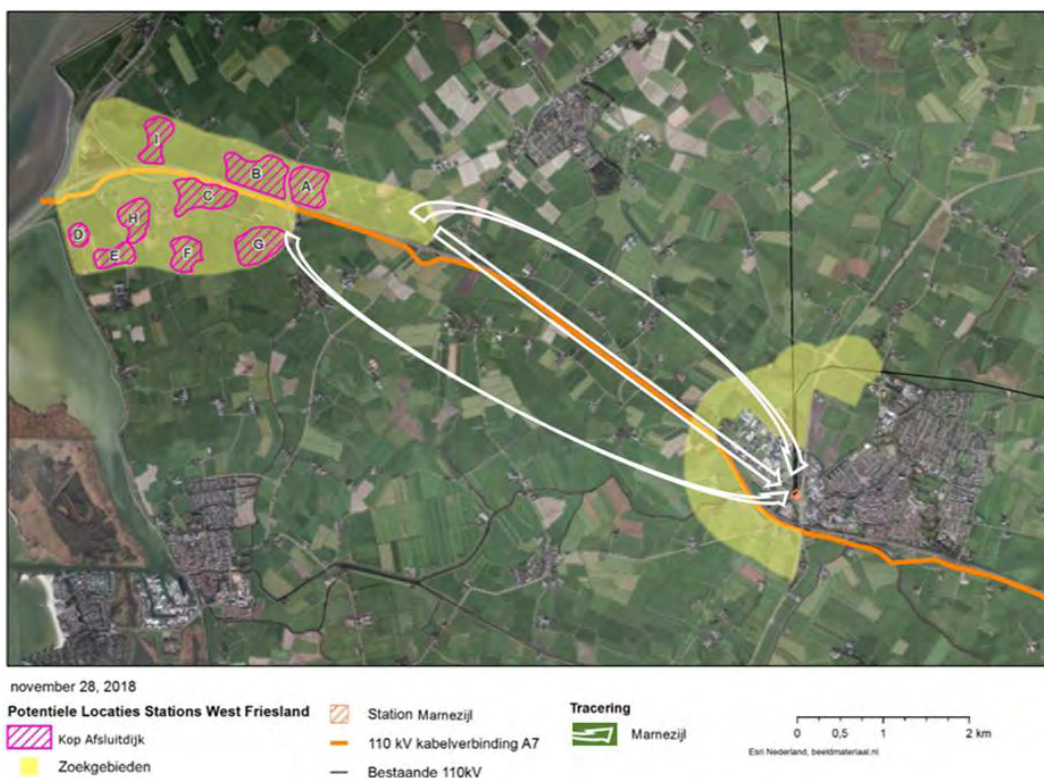 I
B
A
C
H
D
E
F
G
november 28, 2018
Potentiele Locaties Stations West Friesland
Kop Afsluitdijk
Zoekgebieden
Station Marnezijl
110 kV kabelverbinding A7
Bestaande 110kV
Tracering
Marnezijl
0 0,5 1 2 km
Esri Nederland, beeldmateriaal.nl